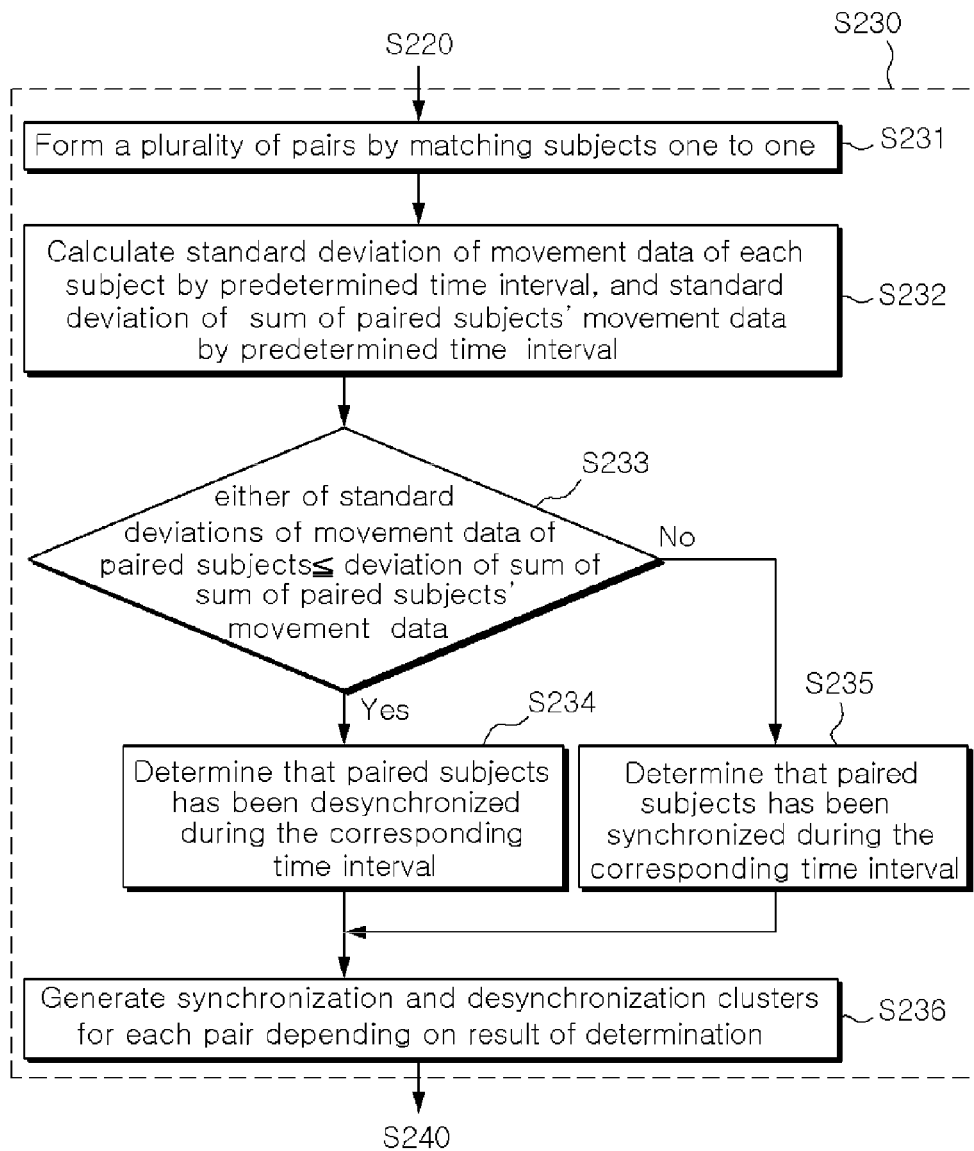 S230
S220
Form a plurality of pairs by matching subjects one to one
S231
Calculate standard deviation of movement data of each
subject by predetermined time interval, and standard
deviation of sum of paired subjects' movement data
by predetermined time interval
S232
S233
either of standard
deviations of movement data of
paired subjects≦ deviation of sum of
sum of paired subjects'
movement data
No
Yes
S234
S235
Determine that paired subjects
has been desynchronized
during the corresponding
time interval
Determine that paired
subjects has been
synchronized during the
corresponding time interval
Generate synchronization and desynchronization clusters
for each pair depending on result of determination
S236
S240